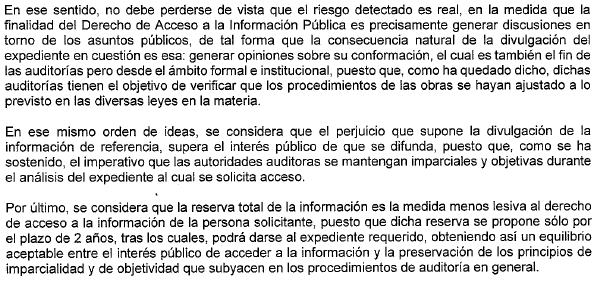 En ese sentido, no debe perderse de vista que el riesgo detectado es real, en la medida que la
finalidad del Derecho de Acceso a la Información Pública es precisamente generar discusiones en
torno de los asuntos públicos, de tal forma que la consecuencia natural de la divulgación del
expediente en cuestión es esa: generar opiniones sobre su conformación, el cual es también el fin de
las auditorías pero desde el ámbito formal e institucional, puesto que, como ha quedado dicho, dichas
auditorías tienen el objetivo de verificar que los procedimientos de las obras se hayan ajustado a lo
previsto en las diversas leyes en la materia.
En ese mismo orden de ideas, se considera que el perjuicio que supone la divulgación de la
información de referencia, supera el interés público de que se difunda, puesto que, como se ha
sostenido, el imperativo que las autoridades auditoras se mantengan imparciales y objetivas durante
el análisis del expediente al cual se solicita acceso.
Por último, se considera que la reserva total de la información es la medida menos lesiva al derecho
de acceso a la información de la persona solicitante, puesto que dicha reserva se propone sólo por
el plazo de 2 años, tras los cuales, podrá darse al expediente requerido, obteniendo así un equilibrio
aceptable entre el interés público de acceder a la información y la preservación de los principios de
imparcialidad y de objetividad que subyacen en los procedimientos de auditoría en general.